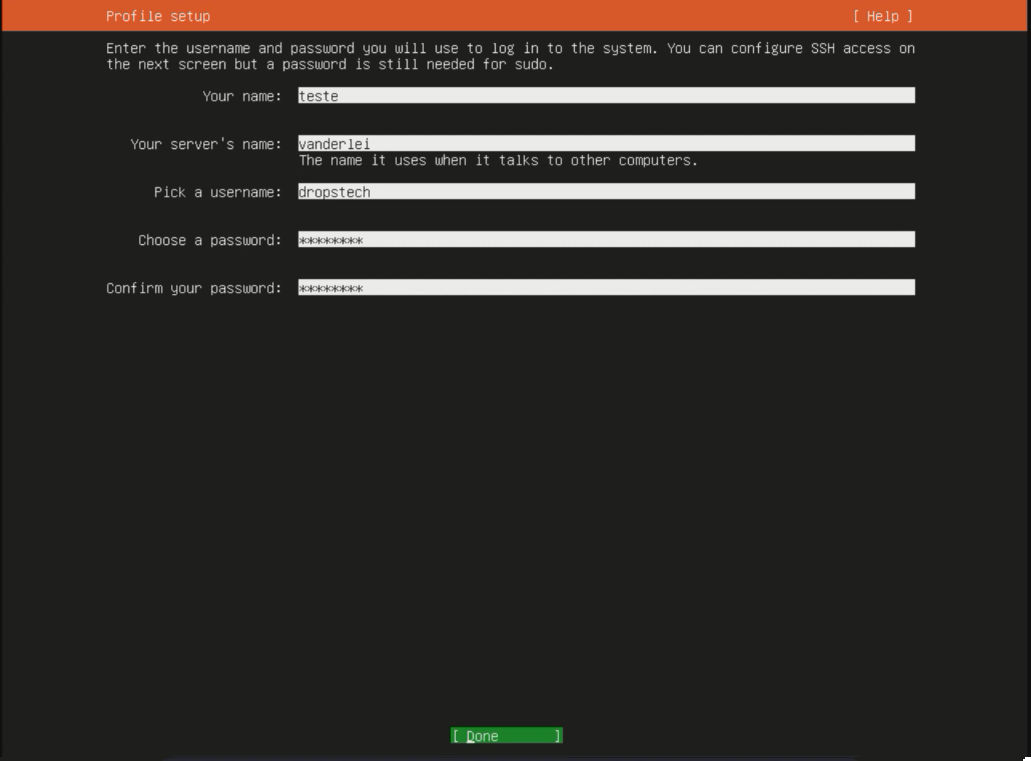 Profile setup [ Help ]
Enter the username and password you will use to log in to the system. You can configure SSH access on
the next screen but a password is still needed for sudo.
Your name: teste
Your server's name: vanderlei
The name it uses when it talks to other computers.
Pick a username: dropstech
Choose a password: ********
Confirm your password: ********
[ Done ]